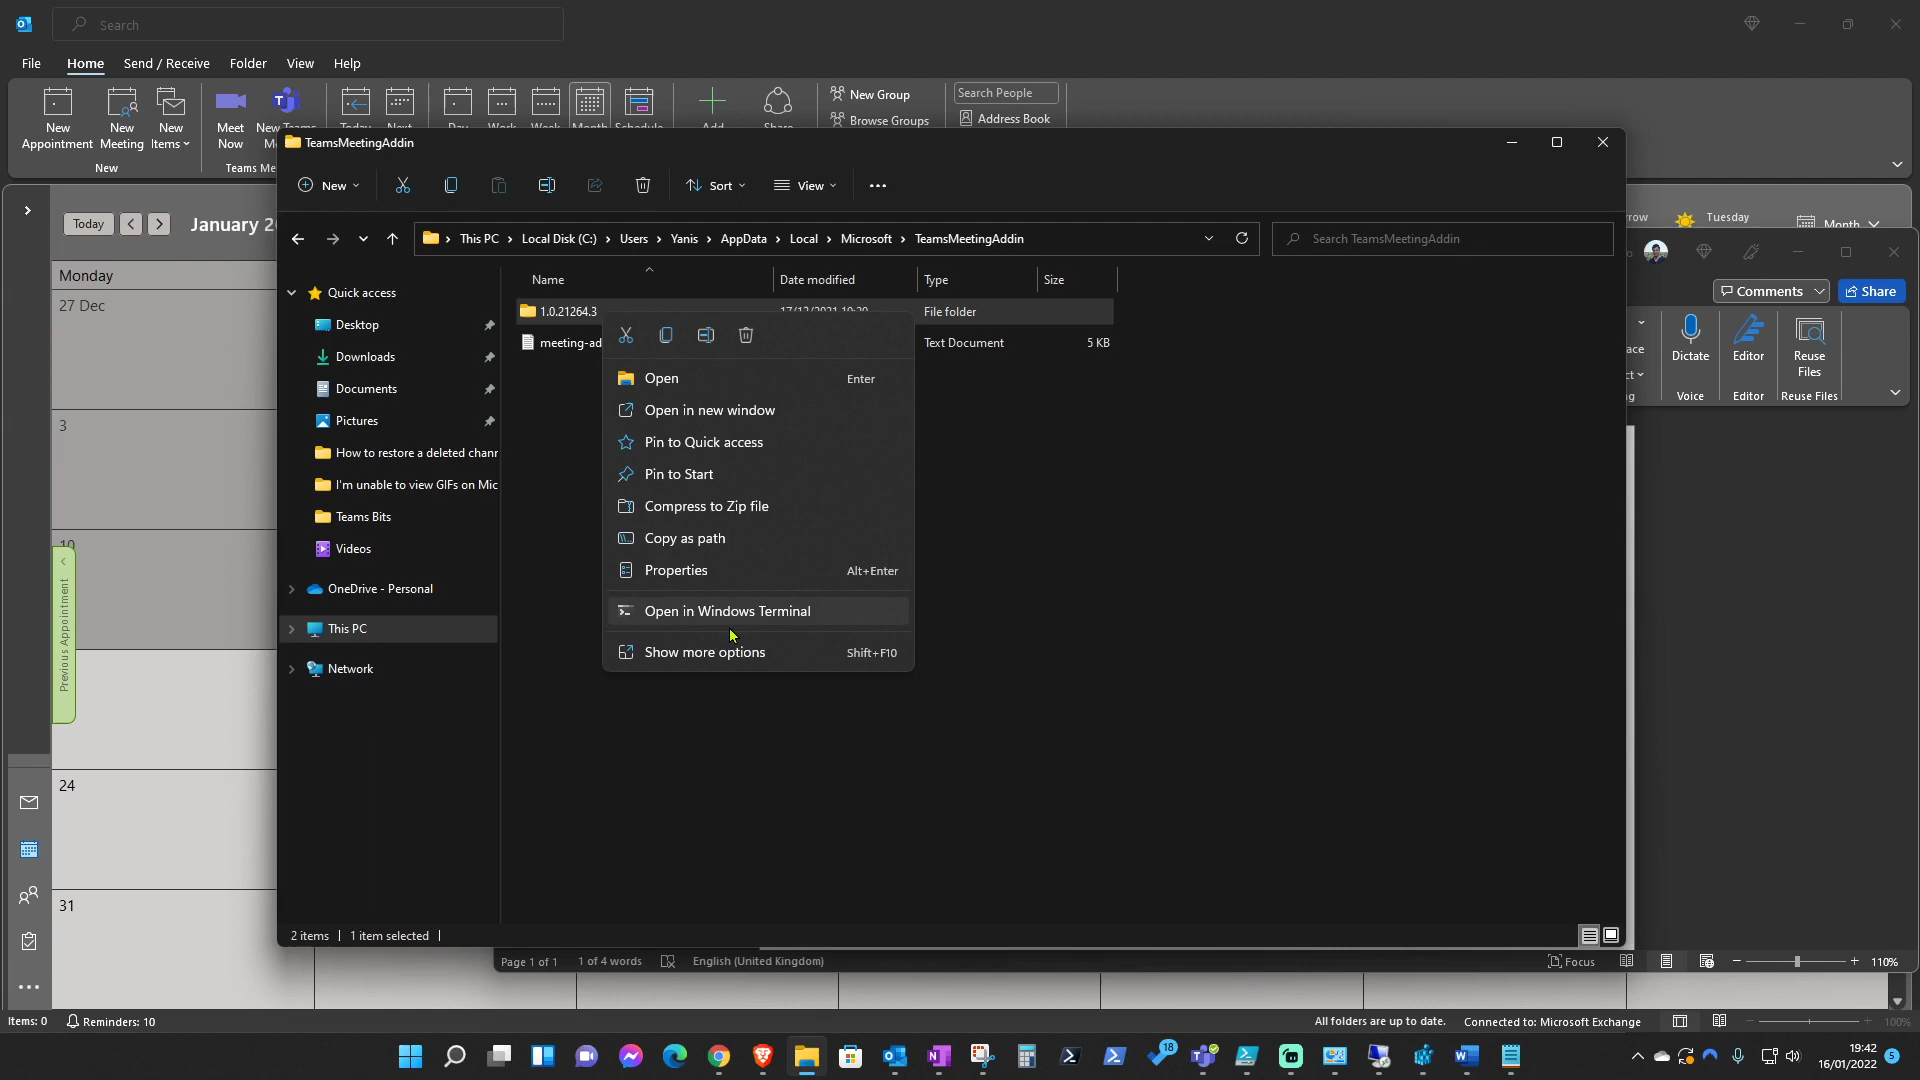 Search
File Home Send / Receive Folder View Help
New Appointment
New Meeting
New Items
New
Meet Now
Teams Me
New Group
Browse Groups
Search People
Address Book
TeamsMeetingAddin
New
Sort
View
This PC > Local Disk (C:) > Users > Yanis > AppData > Local > Microsoft > TeamsMeetingAddin
Search TeamsMeetingAddin
Today
Tuesday
Month
Monday
27 Dec
3
10
24
31
Previous Appointment
Name Date modified Type Size
1.0.21264.3 File folder
meeting-ad Text Document 5 KB
Quick access
Desktop
Downloads
Documents
Pictures
How to restore a deleted chanr
I'm unable to view GIFs on Mic
Teams Bits
Videos
OneDrive - Personal
This PC
Network
Open Enter
Open in new window
Pin to Quick access
Pin to Start
Compress to Zip file
Copy as path
Properties Alt+Enter
Open in Windows Terminal
Show more options Shift+F10
Comments
Share
Dictate
Editor
Reuse Files
Voice
Editor
Reuse Files
2 items 1 item selected
Page 1 of 1 1 of 4 words English (United Kingdom)
Focus
110%
Items: 0 Reminders: 10
All folders are up to date. Connected to: Microsoft Exchange
100%
18
19:42
16/01/2022
5